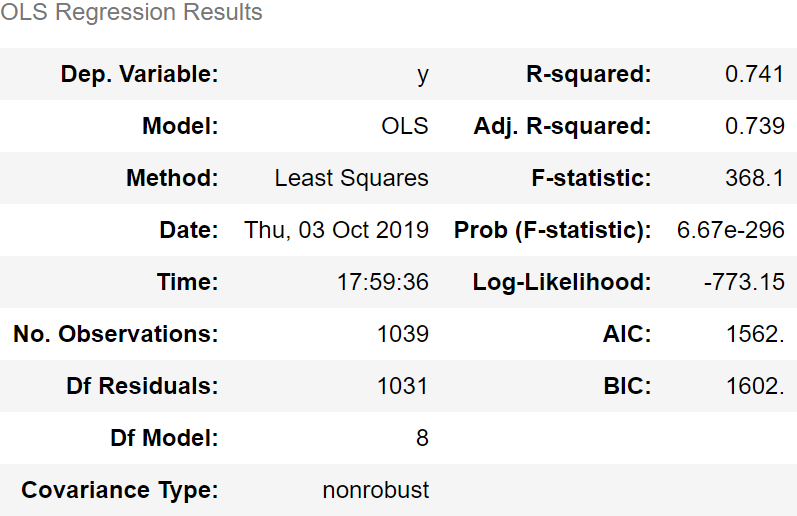 OLS Regression Results
Dep. Variable: y R-squared: 0.741
Model: OLS Adj. R-squared: 0.739
Method: Least Squares F-statistic: 368.1
Date: Thu, 03 Oct 2019 Prob (F-statistic): 6.67e-296
Time: 17:59:36 Log-Likelihood: -773.15
No. Observations: 1039 AIC: 1562.
Df Residuals: 1031 BIC: 1602.
Df Model: 8
Covariance Type: nonrobust